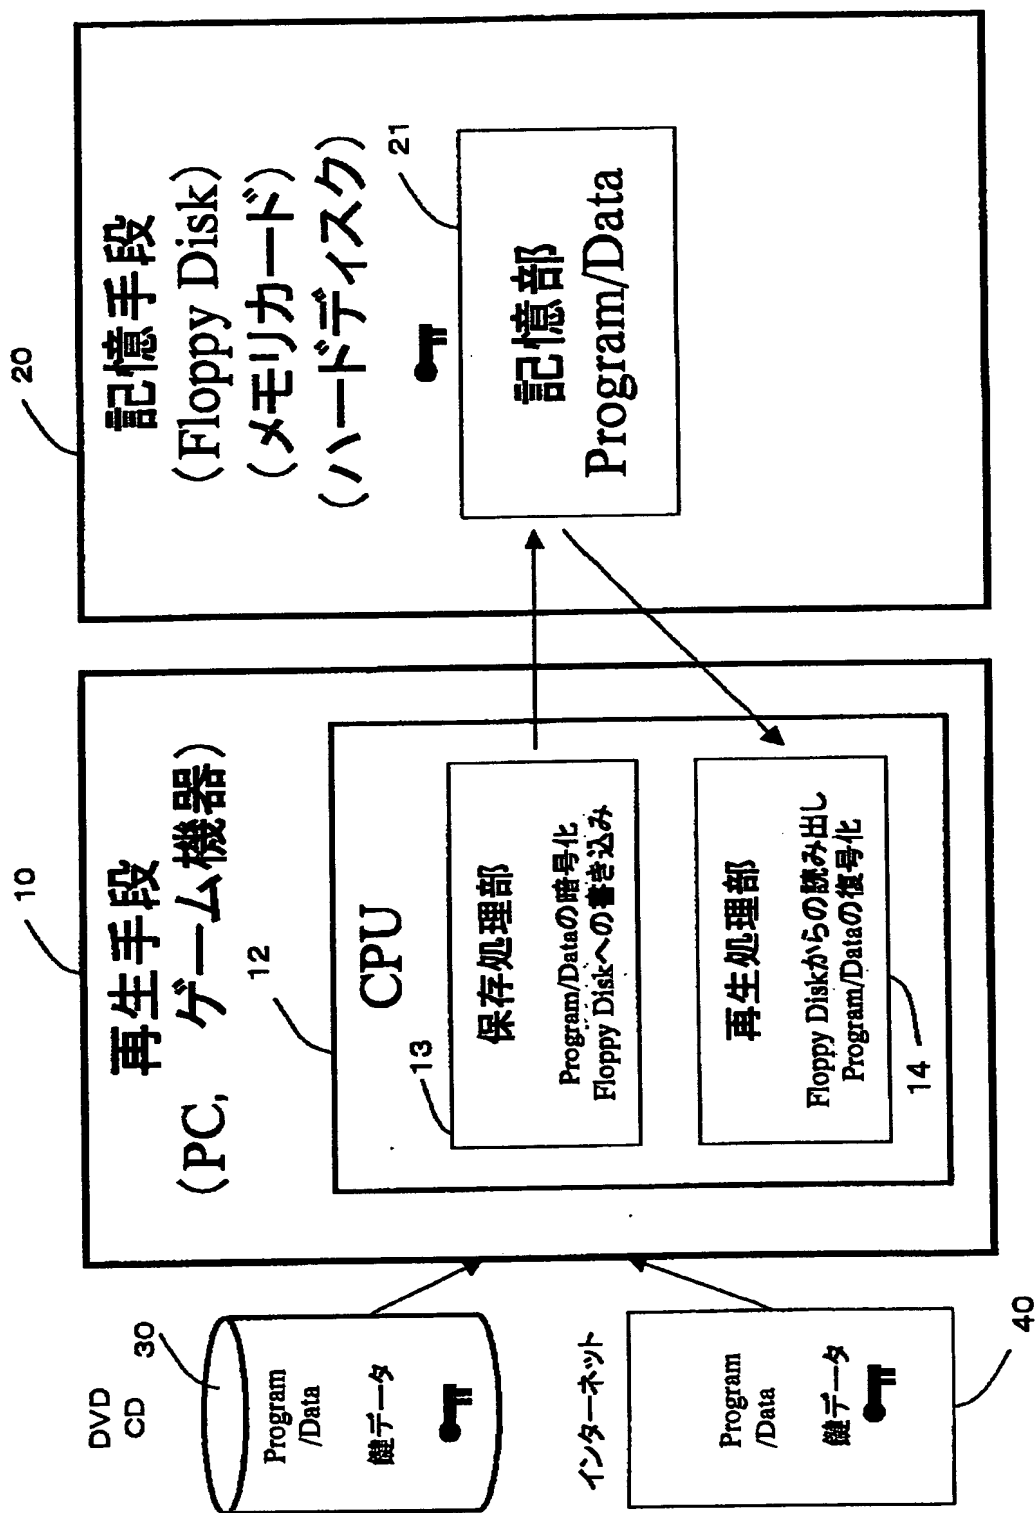 DVD
CD
30
Program
/Data
鍵データ
インターネット
Program
/Data
鍵データ
40
10
再生手段
(PC, ゲーム機器)
12
CPU
13
保存処理部
Program/Dataの暗号化
Floppy Diskへの書き込み
再生処理部
Floppy Diskからの読み出し
Program/Dataの復号化
14
20
記憶手段
(Floppy Disk)
(メモリカード)
(ハードディスク)
21
記憶部
Program/Data